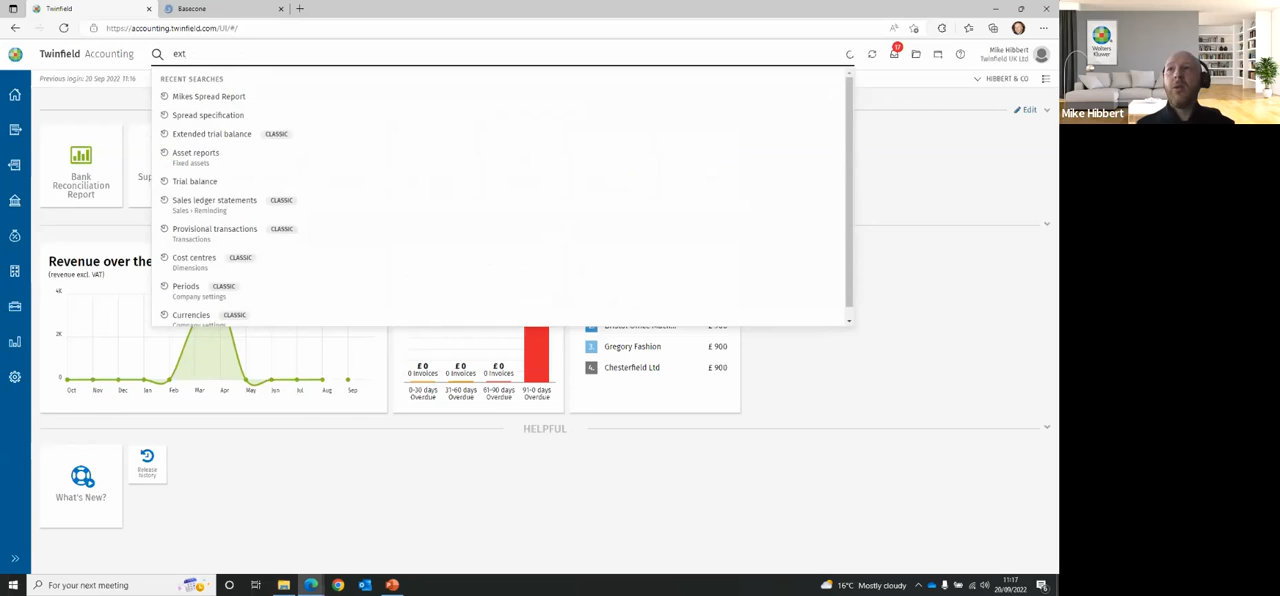 Twinfield
Basecone
https://accounting.twinfield.com/UI/#/
Twinfield Accounting
ext
17
Mike Hibbert
Twinfield UK Ltd
Previous login: 20 Sep 2022 11:16
HIBBERT & CO
Edit
RECENT SEARCHES
Mikes Spread Report
Spread specification
Extended trial balance CLASSIC
Asset reports
Fixed assets
Trial balance
Sales ledger statements CLASSIC
Sales › Reminding
Provisional transactions CLASSIC
Transactions
Cost centres CLASSIC
Dimensions
Periods CLASSIC
Company settings
Currencies CLASSIC
Company settings
Bank
Reconciliation
Report
Sup
Revenue over the
(revenue excl. VAT)
4K
2K
0
Oct Nov Dec Jan Feb Mar Apr May Jun Jul Aug Sep
£ 0 £ 0 £ 0
0 Invoices 0 Invoices 0 Invoices
0-30 days 31-60 days 61-90 days 91-0 days
Overdue Overdue Overdue Overdue
£ 900
3. Gregory Fashion £ 900
4. Chesterfield Ltd £ 900
HELPFUL
What's New?
Release
history
For your next meeting
16°C Mostly cloudy
11:17
20/09/2022
Wolters
Kluwer
Mike Hibbert